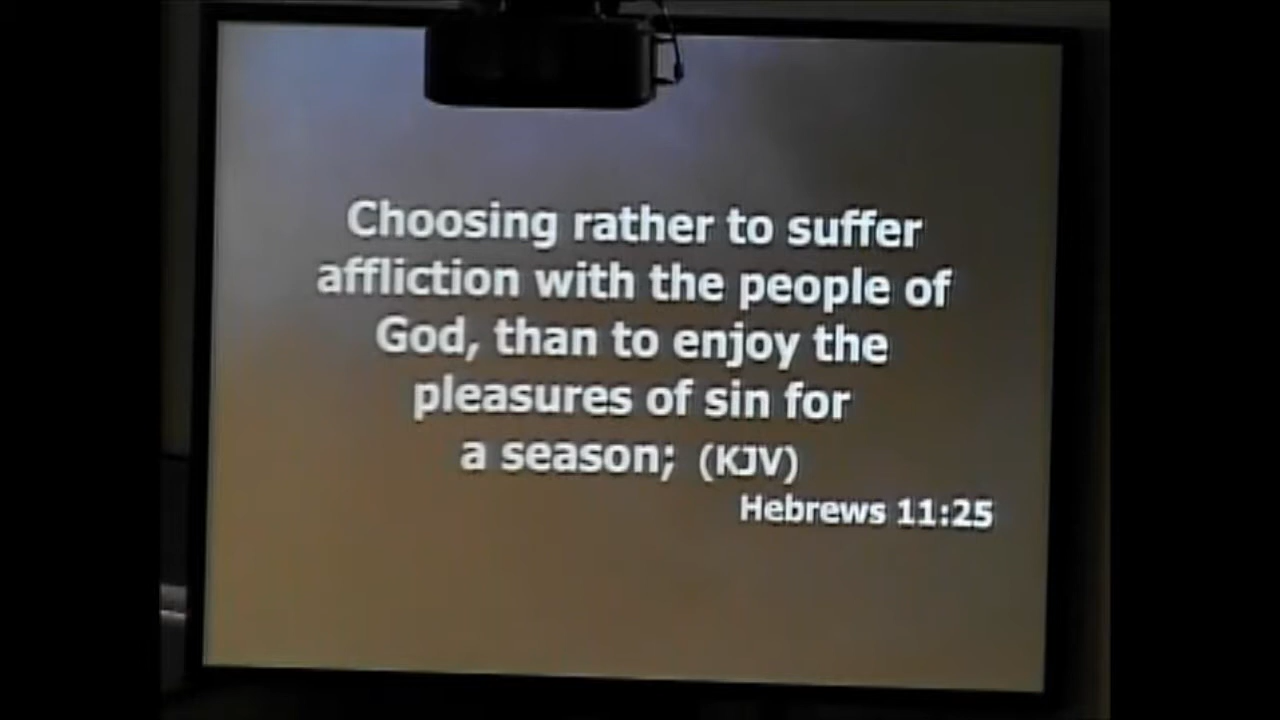 Choosing rather to suffer
affliction with the people of
God, than to enjoy the
pleasures of sin for
a season; (KJV)
Hebrews 11:25